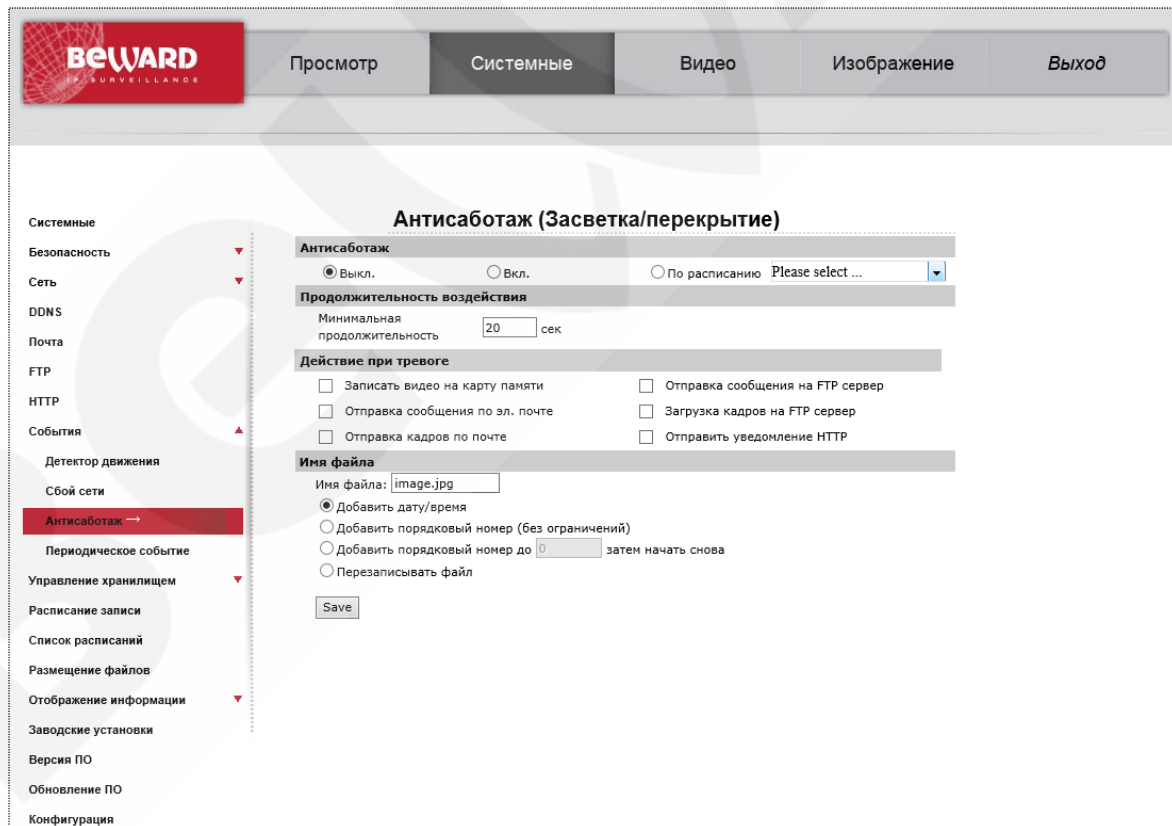 BEWARD
IP SURVEILLANCE
Просмотр
Системные
Видео
Изображение
Выход
Системные
Безопасность
Сеть
DDNS
Почта
FTP
HTTP
События
Детектор движения
Сбой сети
Антисаботаж →
Периодическое событие
Управление хранилищем
Расписание записи
Список расписаний
Размещение файлов
Отображение информации
Заводские установки
Версия ПО
Обновление ПО
Конфигурация
Антисаботаж (Засветка/перекрытие)
Антисаботаж
Выкл. Вкл. По расписанию Please select ...
Продолжительность воздействия
Минимальная
продолжительность 20 сек
Действие при тревоге
Записать видео на карту памяти Отправка сообщения на FTP сервер
Отправка сообщения по эл. почте Загрузка кадров на FTP сервер
Отправка кадров по почте Отправить уведомление HTTP
Имя файла
Имя файла: image.jpg
Добавить дату/время
Добавить порядковый номер (без ограничений)
Добавить порядковый номер до 0 затем начать снова
Перезаписывать файл
Save